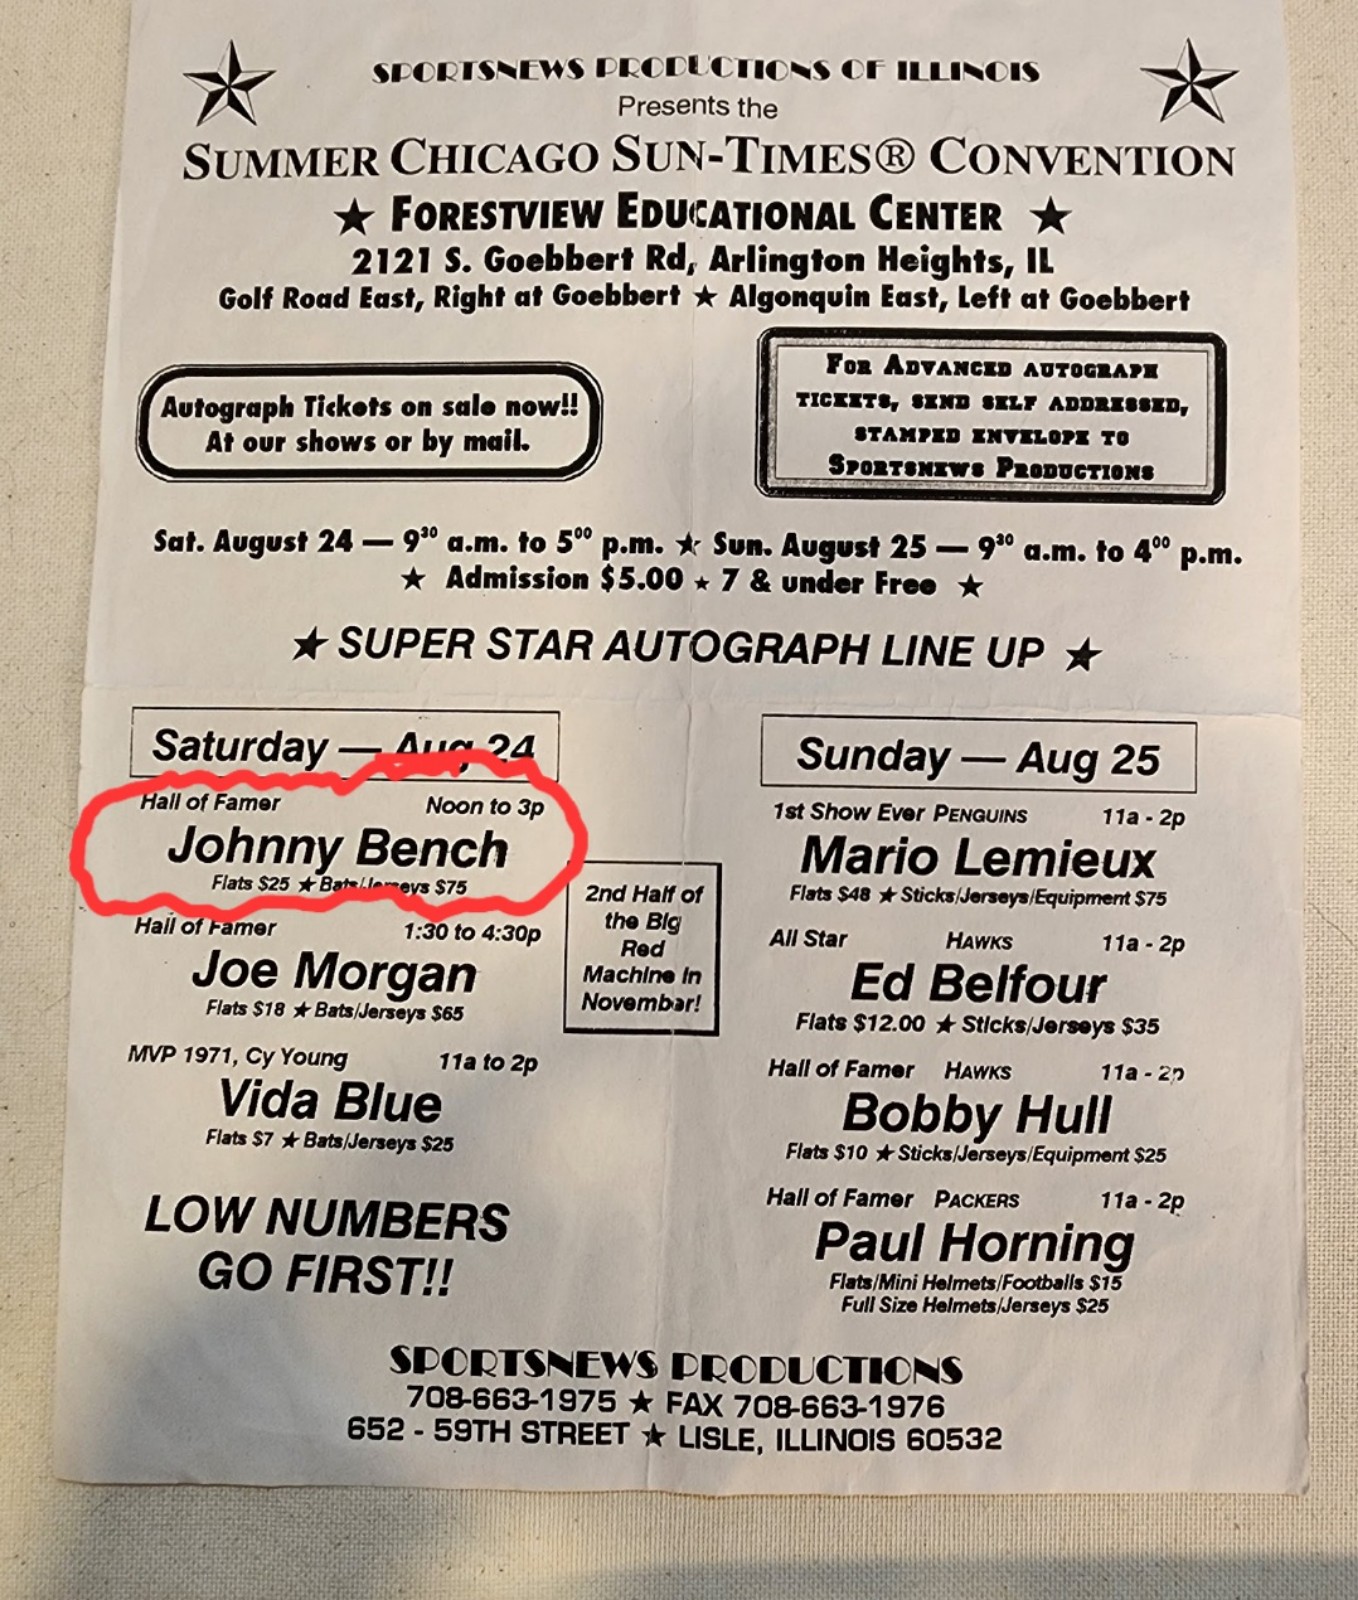 SPORTSNEWS PRODUCTIONS OF ILLINOIS
Presents the
SUMMER CHICAGO SUN-TIMES® CONVENTION
★ FORESTVIEW EDUCATIONAL CENTER ★
2121 S. Goebbert Rd, Arlington Heights, IL
Golf Road East, Right at Goebbert ★ Algonquin East, Left at Goebbert
Autograph Tickets on sale now!!
At our shows or by mail.
FOR ADVANCED AUTOGRAPH
TICKETS, SEND SELF ADDRESSED,
STAMPED ENVELOPE TO
SPORTSNEWS PRODUCTIONS
Sat. August 24 — 9³⁰ a.m. to 5⁰⁰ p.m. ★ Sun. August 25 — 9³⁰ a.m. to 4⁰⁰ p.m.
★ Admission $5.00 ★ 7 & under Free ★
★ SUPER STAR AUTOGRAPH LINE UP ★
Saturday — Aug 24
Hall of Famer Noon to 3p
Johnny Bench
Flats $25 ★ Bats/Jerseys $75
Hall of Famer 1:30 to 4:30p
Joe Morgan
Flats $18 ★ Bats/Jerseys $65
MVP 1971, Cy Young 11a to 2p
Vida Blue
Flats $7 ★ Bats/Jerseys $25
LOW NUMBERS
GO FIRST!!
2nd Half of
the Big
Red
Machine in
Novembar!
Sunday — Aug 25
1st Show Ever PENGUINS 11a - 2p
Mario Lemieux
Flats $48 ★ Sticks/Jerseys/Equipment $75
All Star HAWKS 11a - 2p
Ed Belfour
Flats $12.00 ★ Sticks/Jerseys $35
Hall of Famer HAWKS 11a - 2p
Bobby Hull
Flats $10 ★ Sticks/Jerseys/Equipment $25
Hall of Famer PACKERS 11a - 2p
Paul Horning
Flats/Mini Helmets/Footballs $15
Full Size Helmets/Jerseys $25
SPORTSNEWS PRODUCTIONS
708-663-1975 ★ FAX 708-663-1976
652 - 59TH STREET ★ LISLE, ILLINOIS 60532